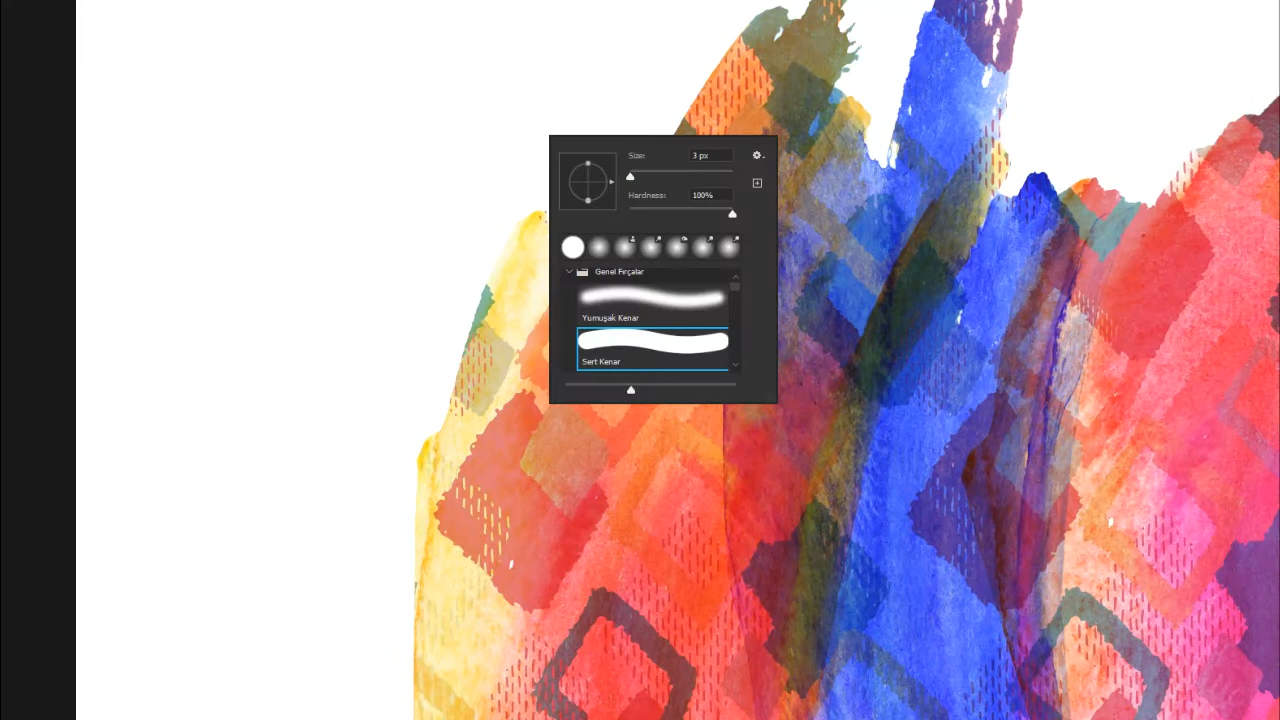 Size:
3 px
Hardness:
100%
Genel Fırçalar
Yumuşak Kenar
Sert Kenar